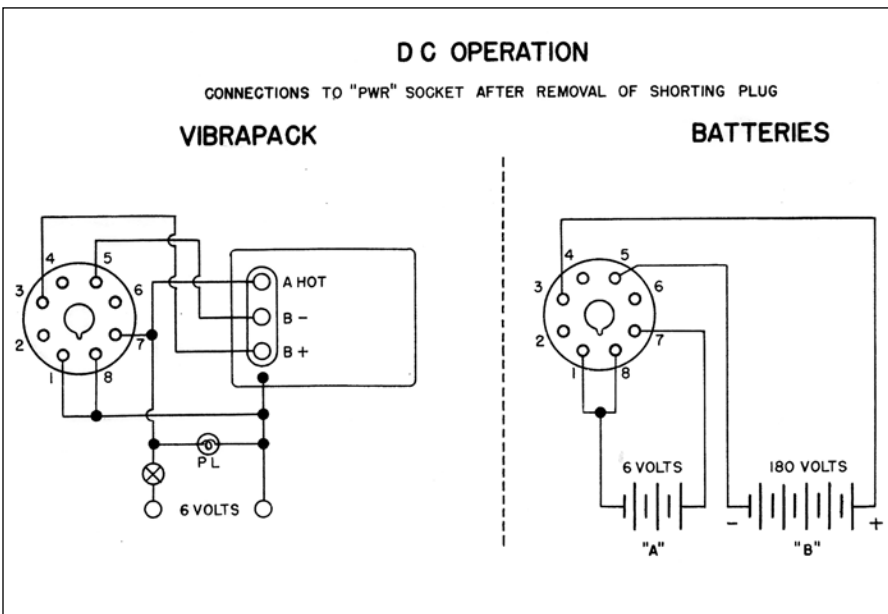 DC OPERATION
CONNECTIONS TO "PWR" SOCKET AFTER REMOVAL OF SHORTING PLUG
VIBRAPACK
BATTERIES
4
5
3
6
2
7
1
8
A HOT
B -
B +
PL
6 VOLTS
4
5
3
6
2
7
1
8
6 VOLTS
180 VOLTS
- +
"A"
"B"